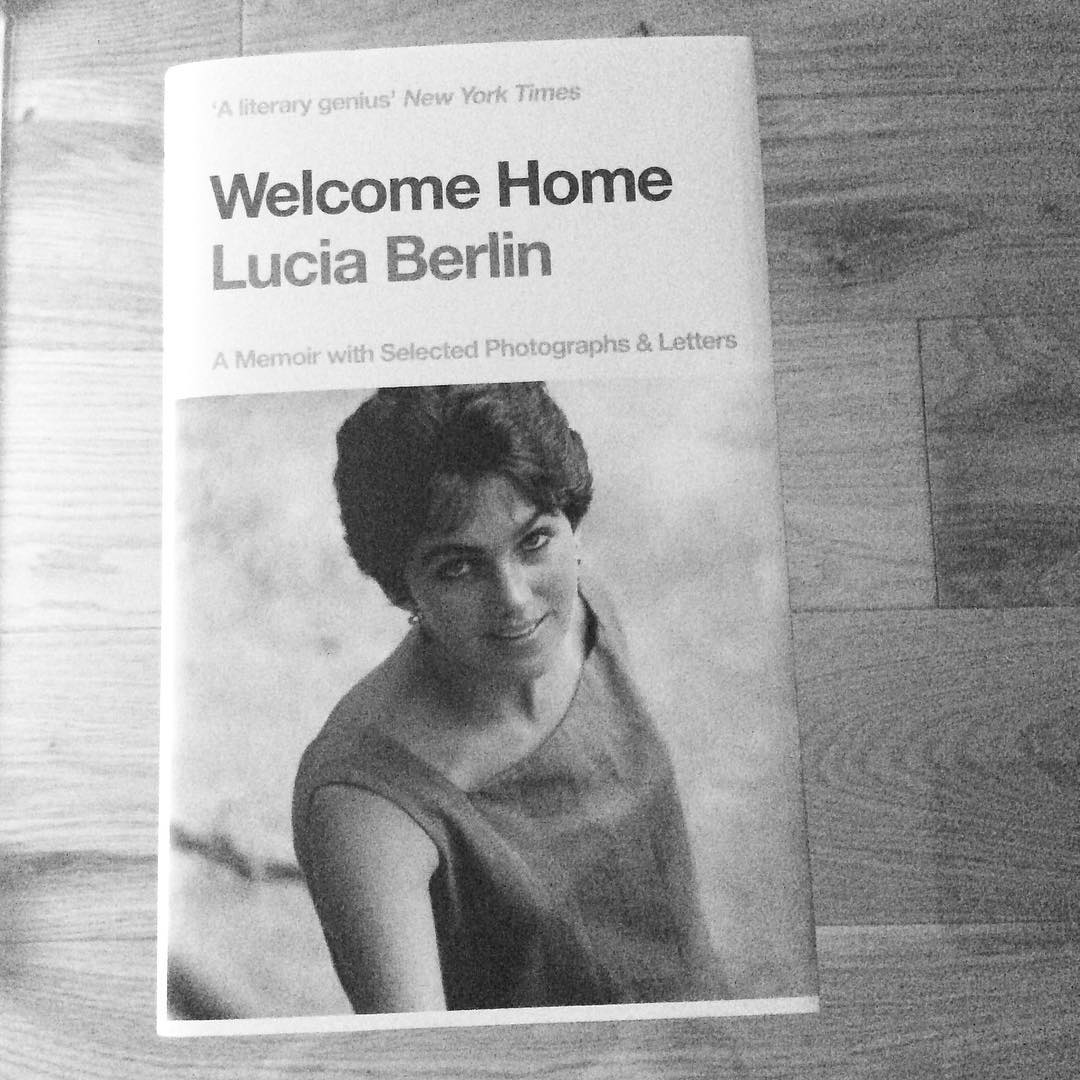 ‘A literary genius’ New York Times
Welcome Home
Lucia Berlin
A Memoir with Selected Photographs & Letters